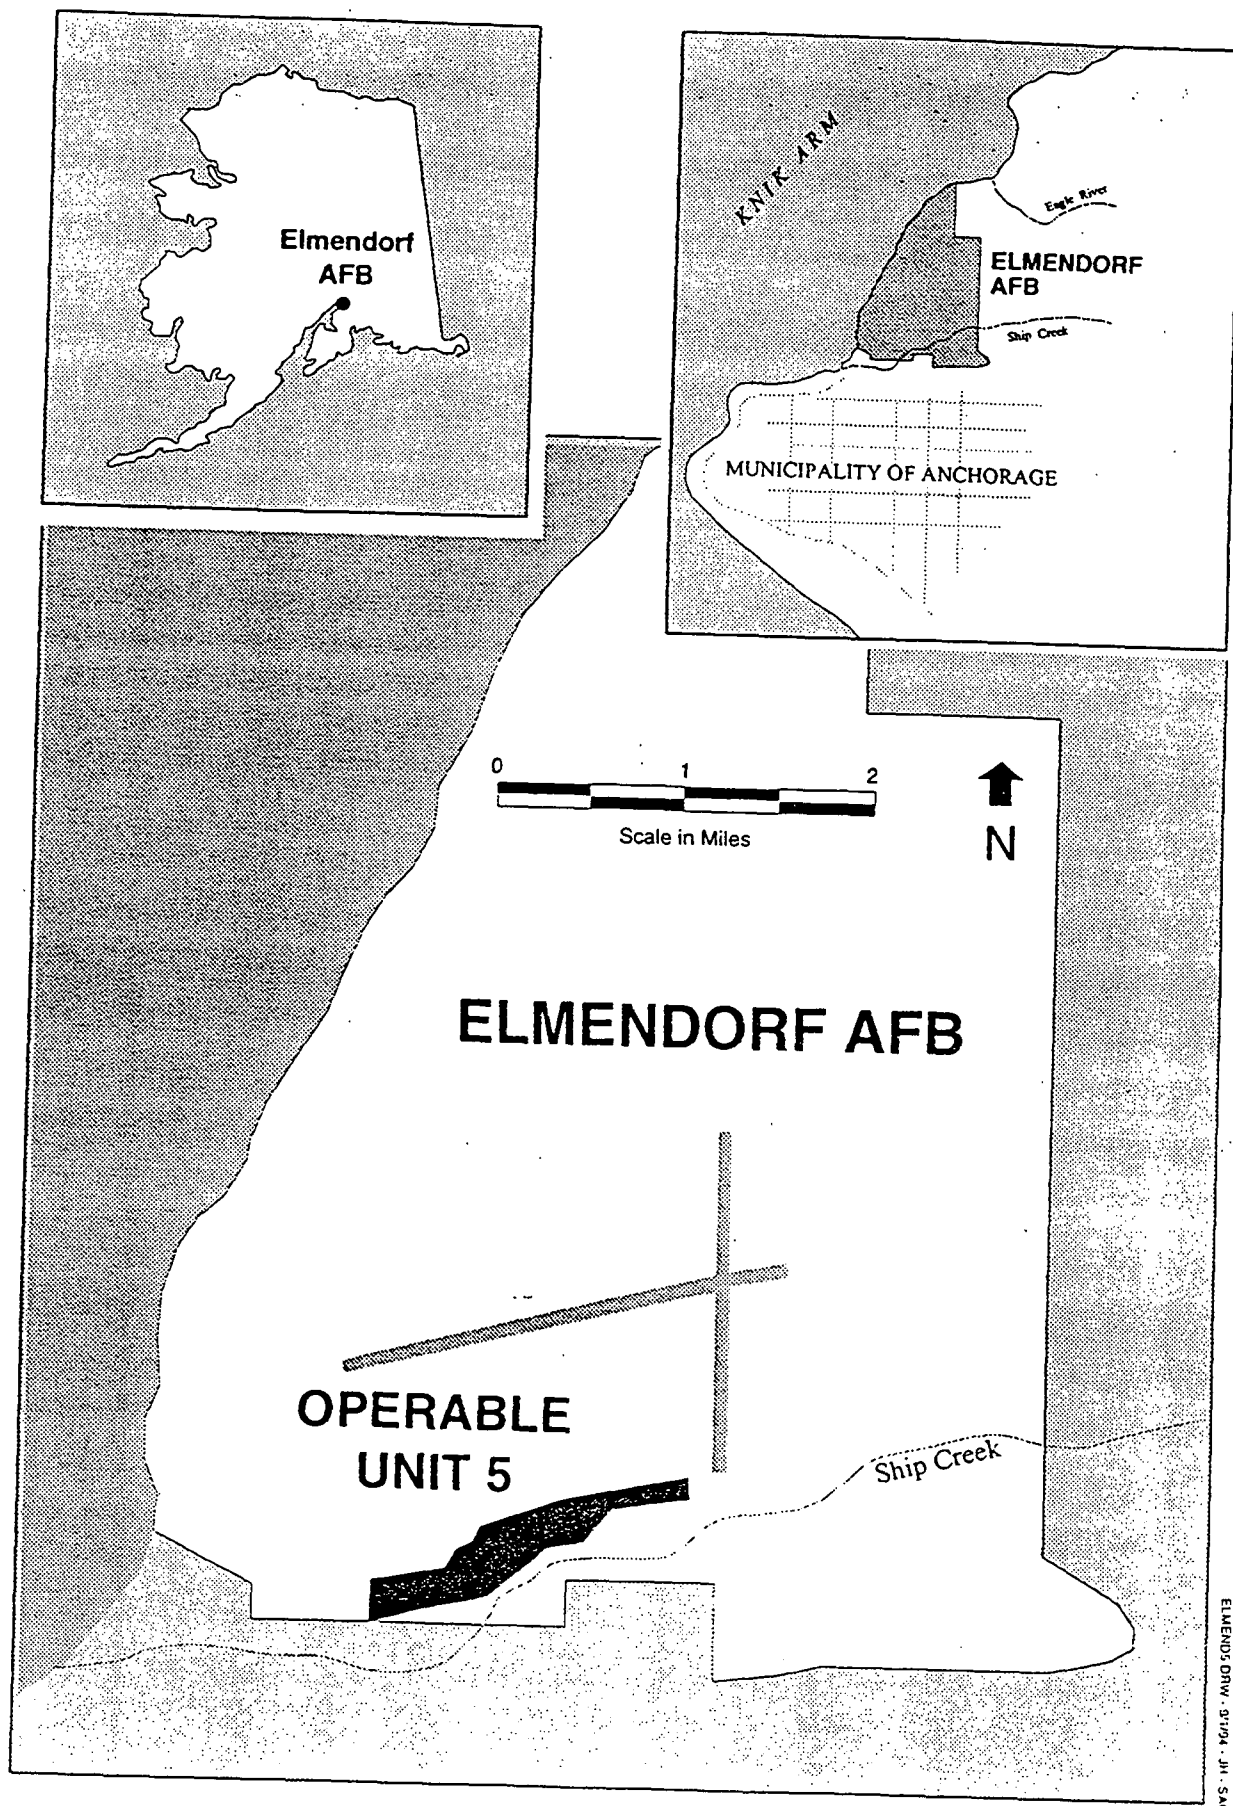 Elmendorf
AFB
KNIK ARM
Eagle River
ELMENDORF
AFB
Ship Creek
MUNICIPALITY OF ANCHORAGE
0 1 2
Scale in Miles
N
ELMENDORF AFB
OPERABLE
UNIT 5
Ship Creek